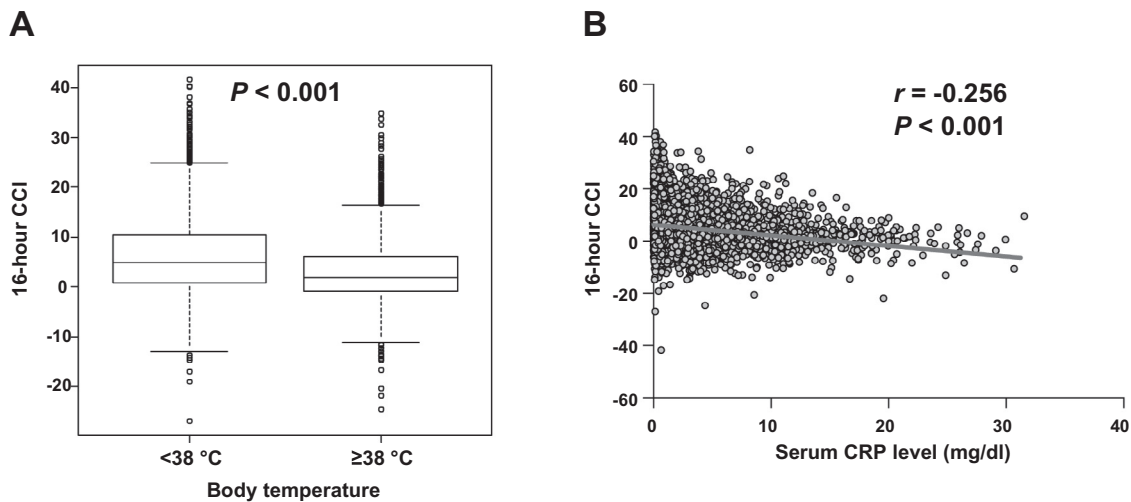 A
P < 0.001
40
30
20
10
0
-10
-20
16-hour CCI
<38 °C
≥38 °C
Body temperature
B
r = -0.256
P < 0.001
60
40
20
0
-20
-40
-60
16-hour CCI
0
10
20
30
40
Serum CRP level (mg/dl)